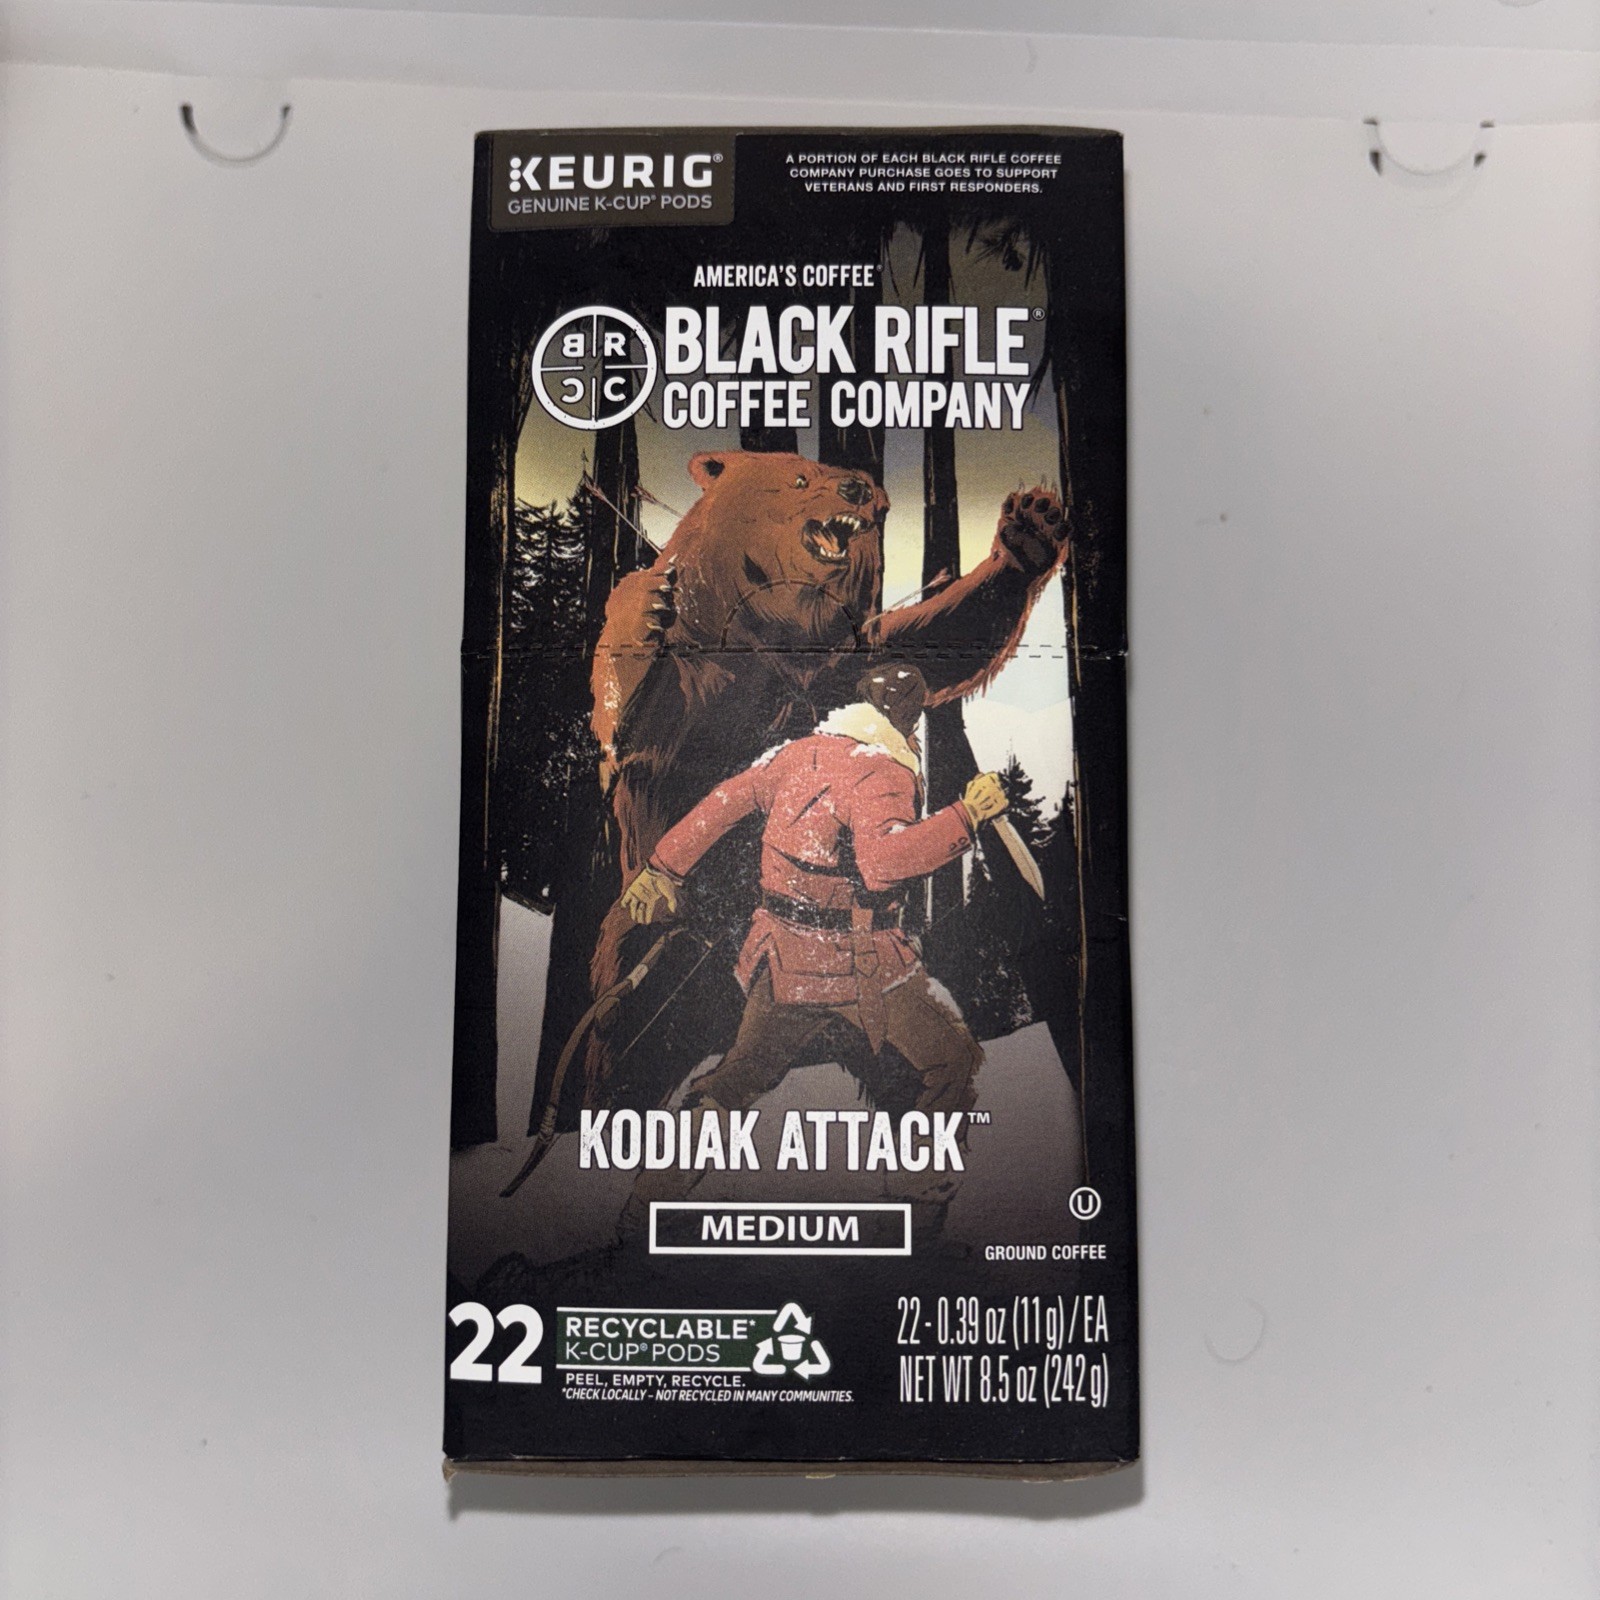 KEURIG®
GENUINE K-CUP® PODS
A PORTION OF EACH BLACK RIFLE COFFEE
COMPANY PURCHASE GOES TO SUPPORT
VETERANS AND FIRST RESPONDERS.
AMERICA'S COFFEE®
B R
C C
BLACK RIFLE®
COFFEE COMPANY
KODIAK ATTACK™
MEDIUM
U
GROUND COFFEE
22
RECYCLABLE*
K-CUP® PODS
PEEL, EMPTY, RECYCLE.
*CHECK LOCALLY – NOT RECYCLED IN MANY COMMUNITIES.
22 - 0.39 oz (11 g) / EA
NET WT 8.5 oz (242 g)